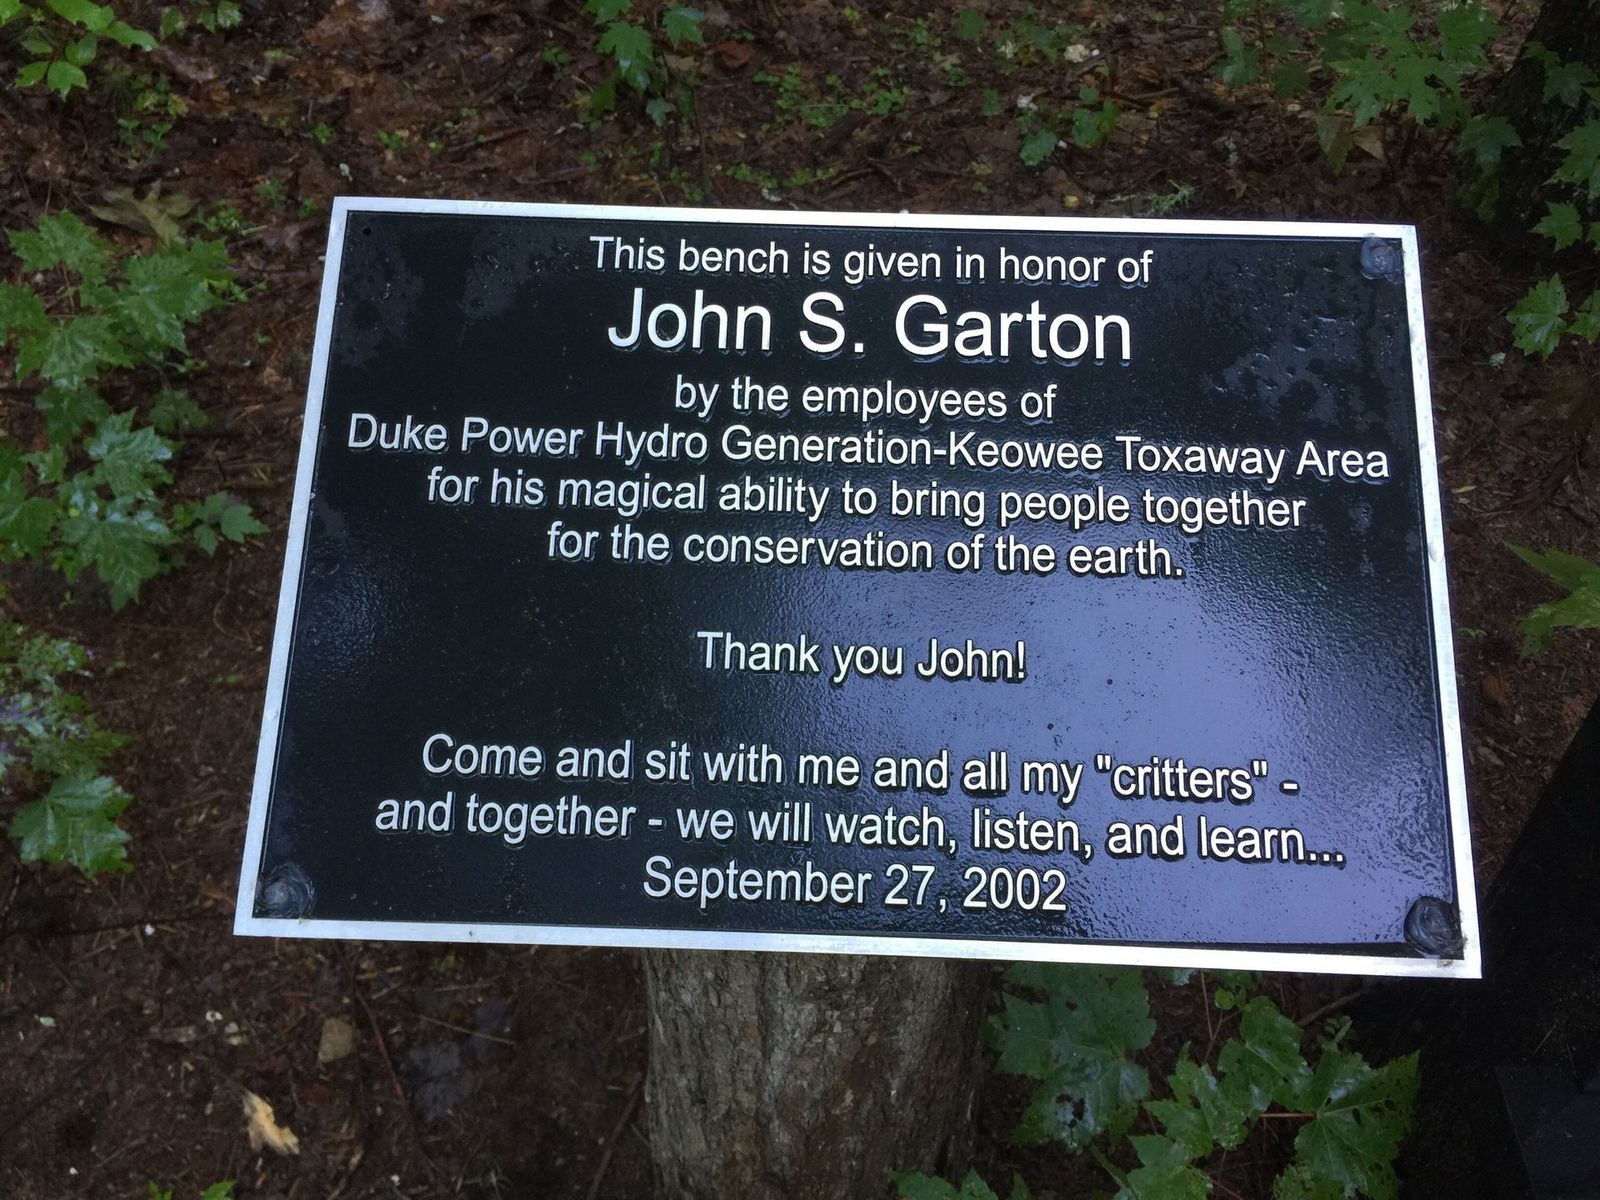 This bench is given in honor of
John S. Garton
by the employees of
Duke Power Hydro Generation-Keowee Toxaway Area
for his magical ability to bring people together
for the conservation of the earth.
Thank you John!
Come and sit with me and all my "critters" -
and together - we will watch, listen, and learn...
September 27, 2002